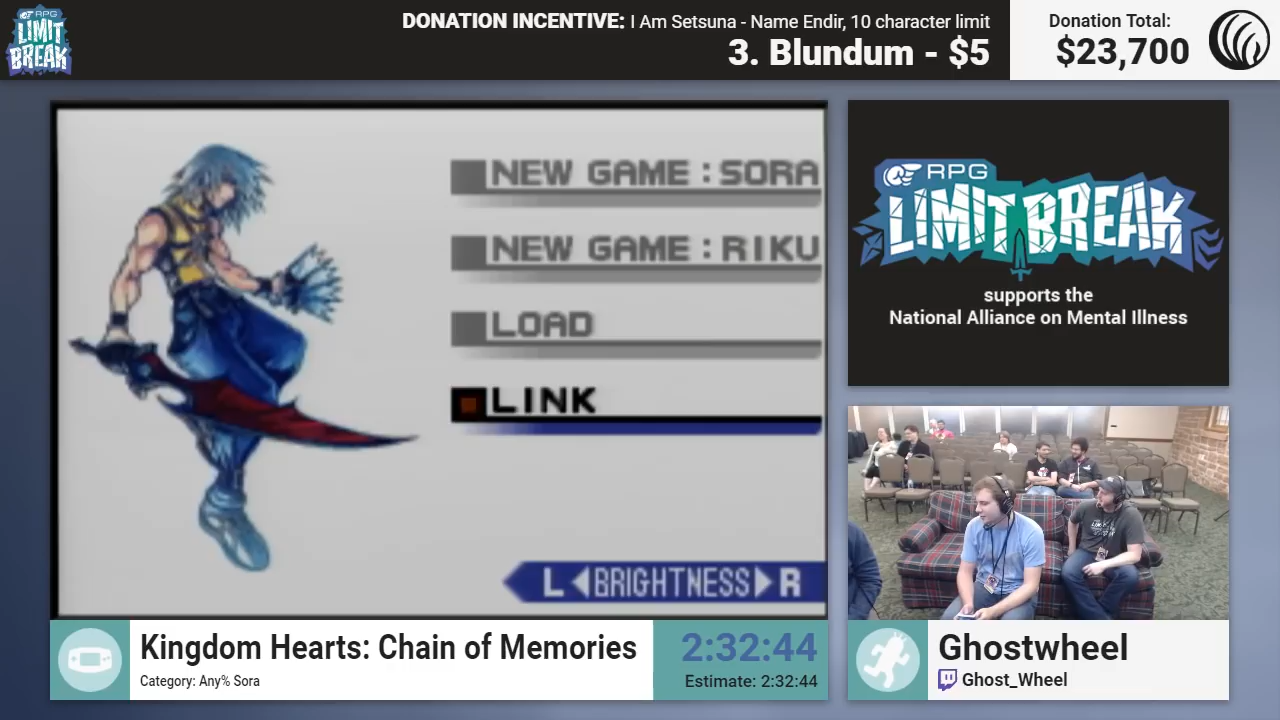 RPG
LIMIT
BREAK
DONATION INCENTIVE: I Am Setsuna - Name Endir, 10 character limit
3. Blundum - $5
Donation Total:
$23,700
NEW GAME : SORA
NEW GAME : RIKU
LOAD
LINK
L ◀BRIGHTNESS▶ R
RPG
LIMIT BREAK
supports the
National Alliance on Mental Illness
Kingdom Hearts: Chain of Memories
Category: Any% Sora
2:32:44
Estimate: 2:32:44
Ghostwheel
Ghost_Wheel